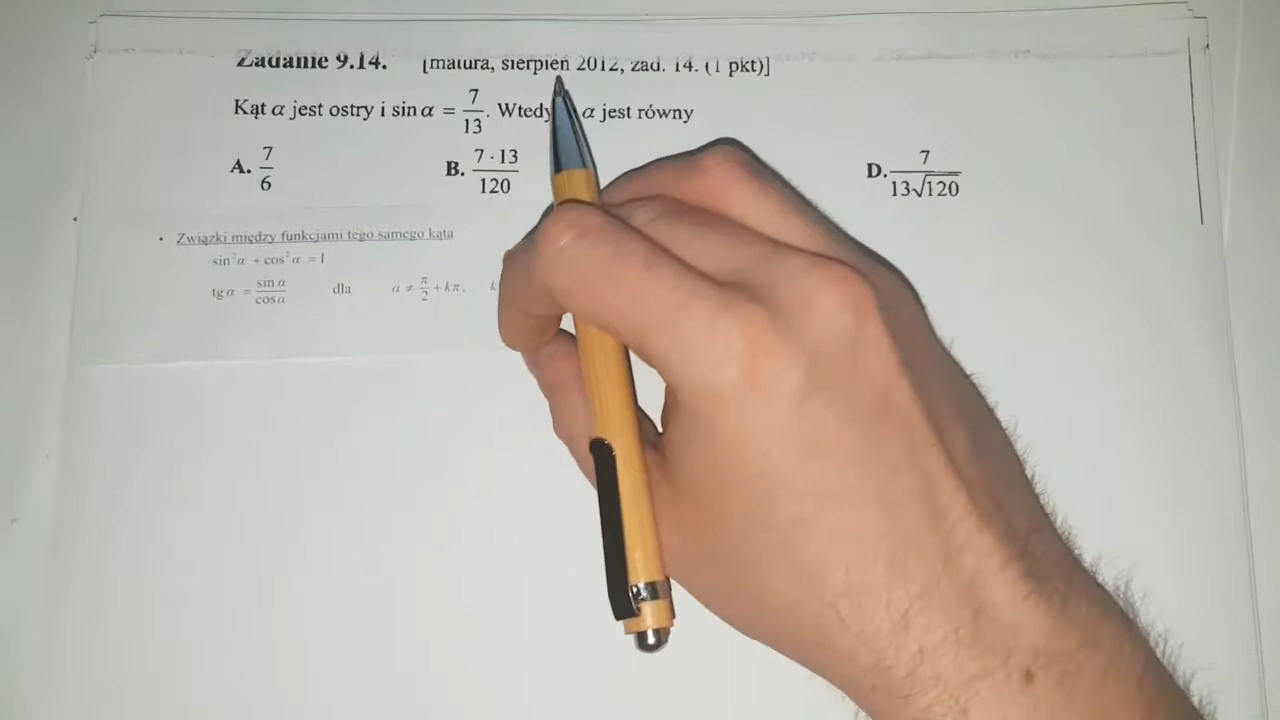 Zadanie 9.14. [matura, sierpień 2012, zad. 14. (1 pkt)]
Kąt α jest ostry i sin α = 7/13. Wtedy α jest równy
A. 7/6 B. 7 · 13/120 D. 7/13√120
• Związki między funkcjami tego samego kąta
sin²α + cos²α = 1
tg α = sin α/cos α dla α ≠ π/2 + kπ, k